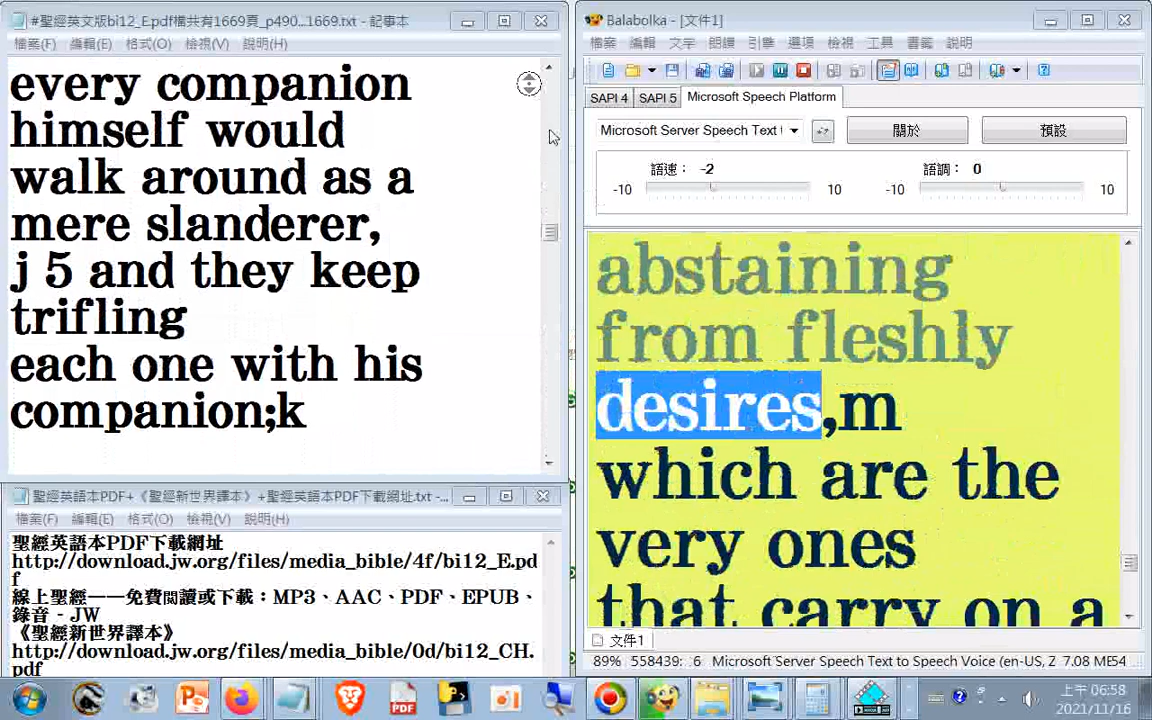 #聖經英文版bi12_E.pdf檔共有1669頁_p490...1669.txt - 記事本
檔案(F) 編輯(E) 格式(O) 檢視(V) 說明(H)
every companion
himself would
walk around as a
mere slanderer,
j 5 and they keep
trifling
each one with his
companion;k
聖經英語本PDF+《聖經新世界譯本》+聖經英語本PDF下載網址.txt - ...
檔案(F) 編輯(E) 格式(O) 檢視(V) 說明(H)
聖經英語本PDF下載網址
http://download.jw.org/files/media_bible/4f/bi12_E.pd
f
線上聖經——免費閱讀或下載：MP3、AAC、PDF、EPUB、
錄音 - JW
《聖經新世界譯本》
http://download.jw.org/files/media_bible/0d/bi12_CH.
pdf
Balabolka - [文件1]
檔案 編輯 文字 朗讀 引擎 選項 檢視 工具 書籤 說明
SAPI 4 SAPI 5 Microsoft Speech Platform
Microsoft Server Speech Text 關於 預設
語速： -2 語調： 0
-10 10 -10 10
abstaining
from fleshly
desires,m
which are the
very ones
that carry on a
文件1
89% 558439: 6 Microsoft Server Speech Text to Speech Voice (en-US, Z 7.08 ME54
上午 06:58
2021/11/16